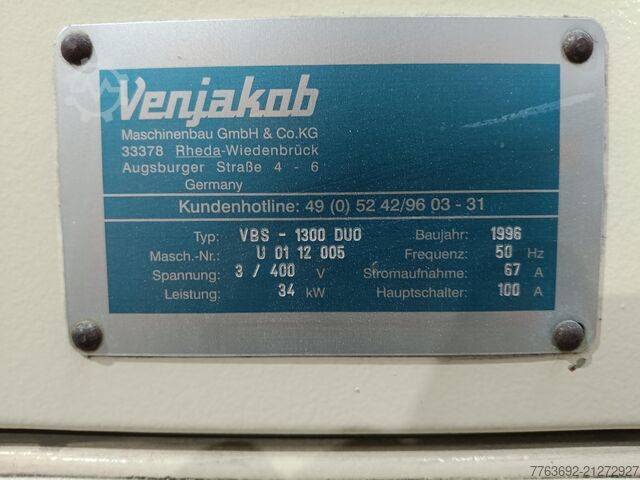 Venjakob
Maschinenbau GmbH & Co.KG
33378 Rheda-Wiedenbrück
Augsburger Straße 4 - 6
Germany
Kundenhotline: 49 (0) 52 42/96 03 - 31
Typ: VBS - 1300 DUO Baujahr: 1996
Masch.-Nr.: U 01 12 005 Frequenz: 50 Hz
Spannung: 3 / 400 V Stromaufnahme: 67 A
Leistung: 34 kW Hauptschalter: 100 A
7763692-21272927